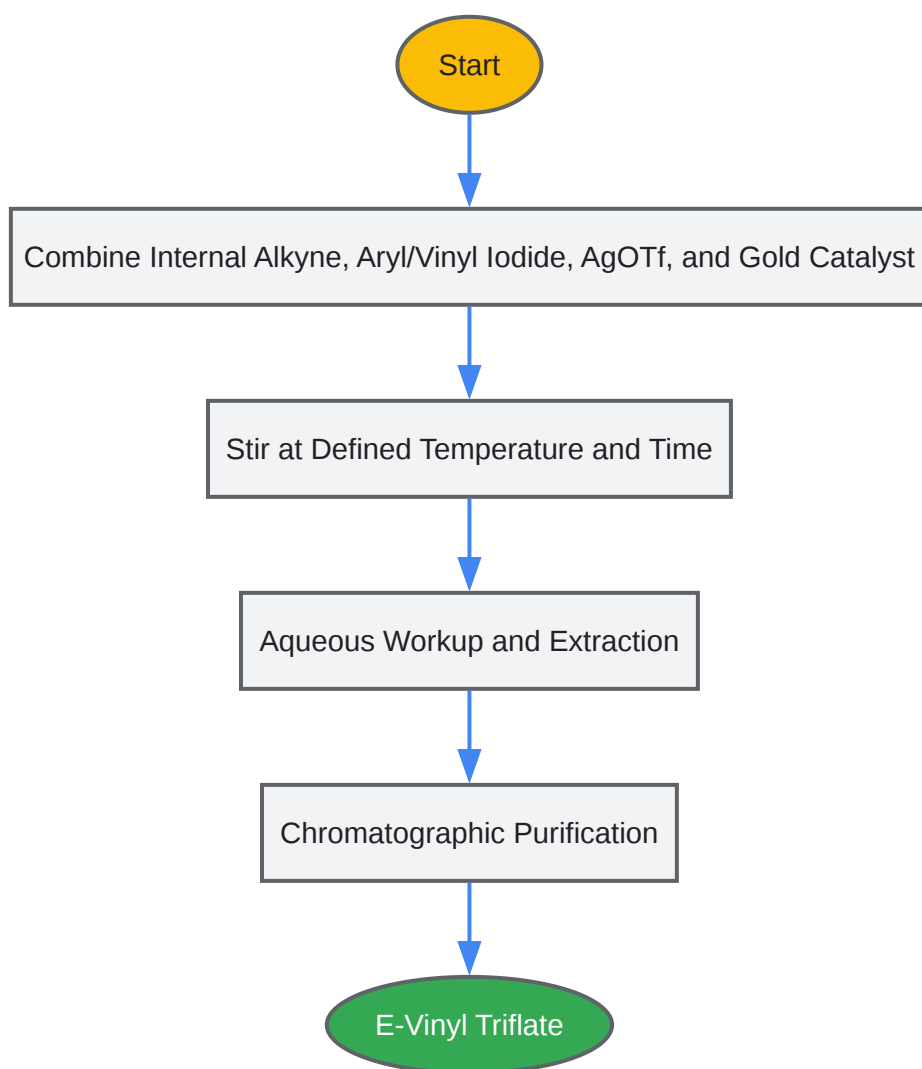 Start
Combine Internal Alkyne, Aryl/Vinyl Iodide, AgOTf, and Gold Catalyst
Stir at Defined Temperature and Time
Aqueous Workup and Extraction
Chromatographic Purification
E-Vinyl Triflate